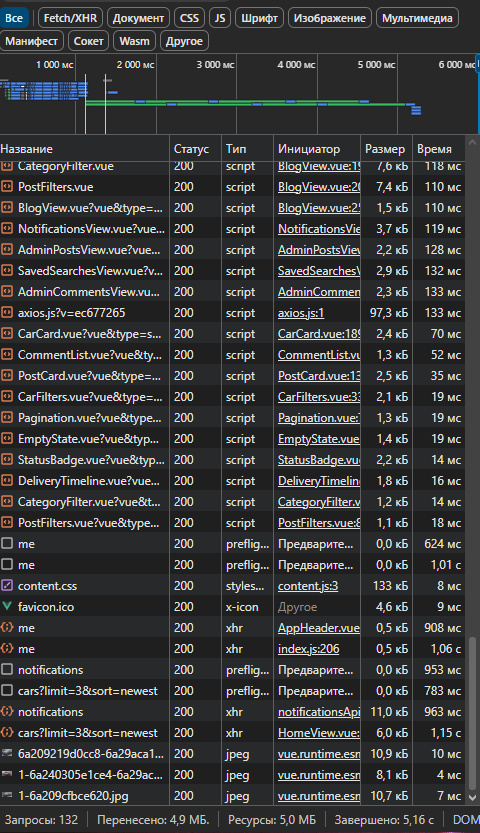 Все Fetch/XHR Документ CSS JS Шрифт Изображение Мультимедиа
Манифест Сокет Wasm Другое
1 000 мс 2 000 мс 3 000 мс 4 000 мс 5 000 мс 6 000 мс
Название Статус Тип Инициатор Размер Время
CategoryFilter.vue 200 script BlogView.vue:19 7,6 кБ 118 мс
PostFilters.vue 200 script BlogView.vue:20 7,4 кБ 110 мс
BlogView.vue?vue&type=... 200 script BlogView.vue:25 1,5 кБ 110 мс
NotificationsView.vue?vue... 200 script NotificationsVie 3,7 кБ 119 мс
AdminPostsView.vue?vue... 200 script AdminPostsView 2,2 кБ 128 мс
SavedSearchesView.vue?v... 200 script SavedSearchesV 2,9 кБ 132 мс
AdminCommentsView.vu... 200 script AdminCommen 2,3 кБ 133 мс
axios.js?v=ec677265 200 script axios.js:1 97,3 кБ 133 мс
CarCard.vue?vue&type=s... 200 script CarCard.vue:189 2,4 кБ 70 мс
CommentList.vue?vue&ty... 200 script CommentList.vu 1,3 кБ 52 мс
PostCard.vue?vue&type=... 200 script PostCard.vue:13 2,5 кБ 35 мс
CarFilters.vue?vue&type=... 200 script CarFilters.vue:33 2,1 кБ 19 мс
Pagination.vue?vue&type... 200 script Pagination.vue: 1,3 кБ 19 мс
EmptyState.vue?vue&typ... 200 script EmptyState.vue: 1,4 кБ 19 мс
StatusBadge.vue?vue&typ... 200 script StatusBadge.vue 2,2 кБ 14 мс
DeliveryTimeline.vue?vue... 200 script DeliveryTimeline 1,8 кБ 16 мс
CategoryFilter.vue?vue&t... 200 script CategoryFilter.v 1,2 кБ 14 мс
PostFilters.vue?vue&type... 200 script PostFilters.vue:8 1,1 кБ 18 мс
me 200 preflig... Предварите... 0,0 кБ 624 мс
me 200 preflig... Предварите... 0,0 кБ 1,01 с
content.css 200 styles... content.js:3 133 кБ 8 мс
favicon.ico 200 x-icon Другое 4,6 кБ 9 мс
me 200 xhr AppHeader.vue 0,5 кБ 908 мс
me 200 xhr index.js:206 0,5 кБ 1,06 с
notifications 200 preflig... Предварите... 0,0 кБ 953 мс
cars?limit=3&sort=newest 200 preflig... Предварите... 0,0 кБ 783 мс
notifications 200 xhr notificationsApi 11,0 кБ 963 мс
cars?limit=3&sort=newest 200 xhr HomeView.vue: 6,0 кБ 1,15 с
6a209219d0cc8-6a29aca1... 200 jpeg vue.runtime.esm 10,9 кБ 10 мс
1-6a240305e1ce4-6a29ac... 200 jpeg vue.runtime.esm 8,1 кБ 4 мс
1-6a209cfbce620.jpg 200 jpeg vue.runtime.esm 10,7 кБ 7 мс
Запросы: 132 Перенесено: 4,9 МБ. Ресурсы: 5,0 МБ Завершено: 5,16 с DOM